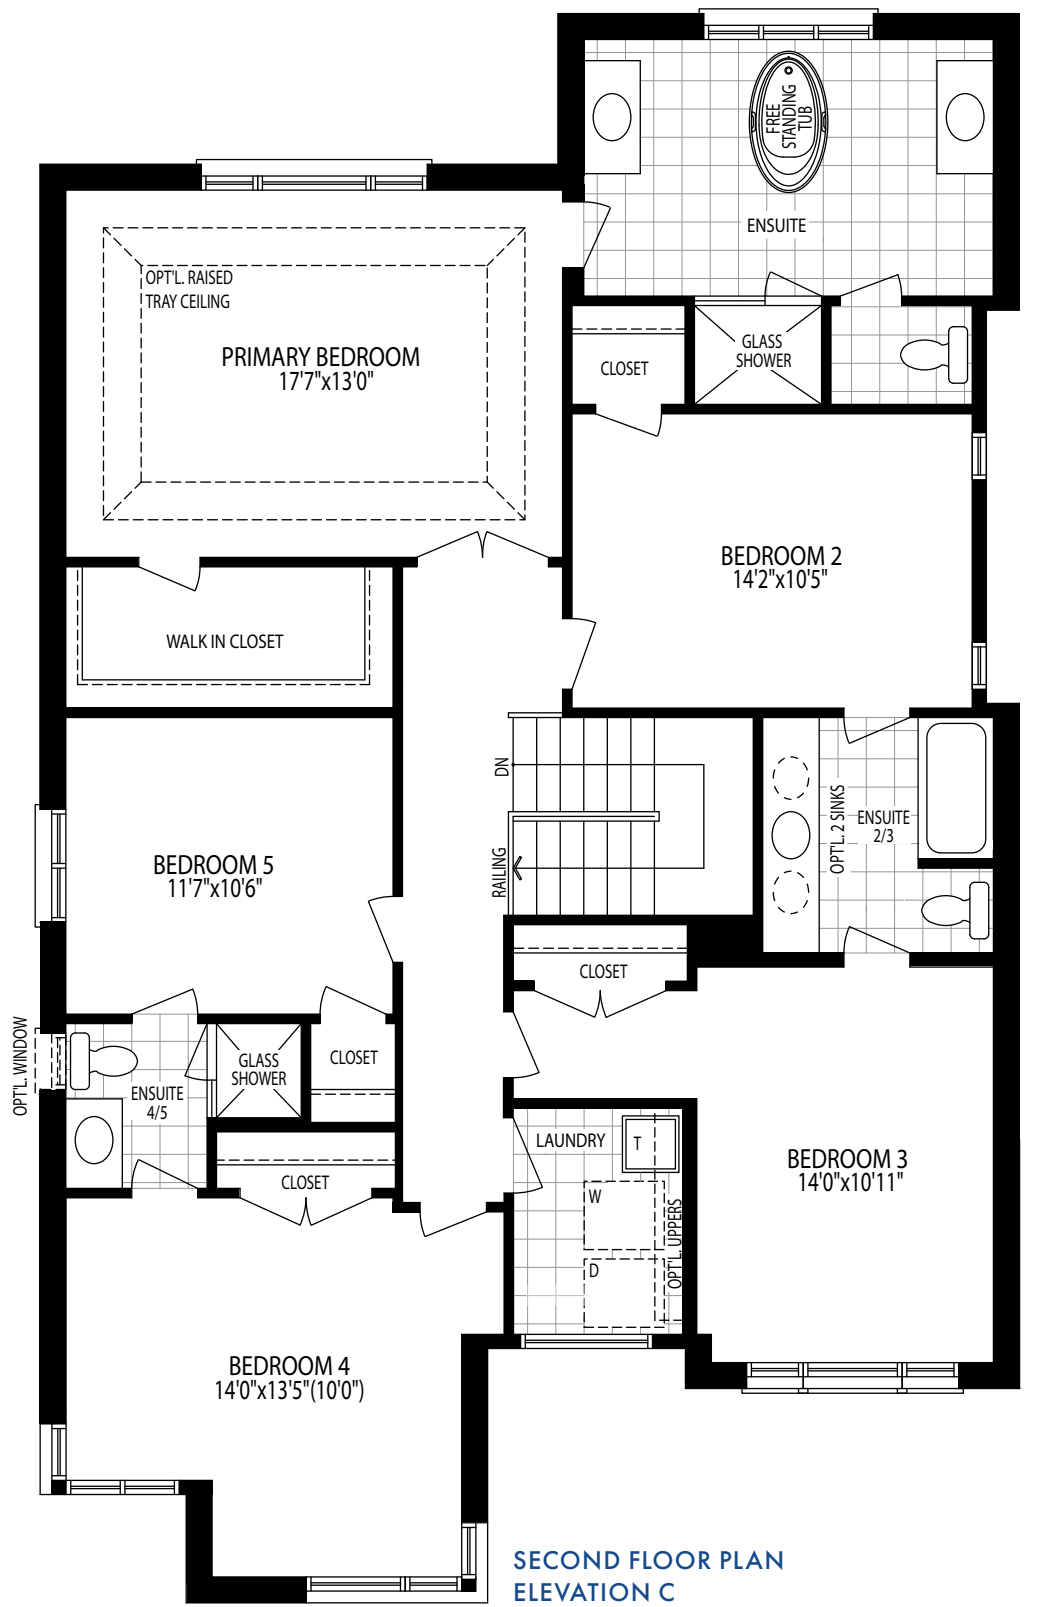 FREE
STANDING
TUB
ENSUITE
OPT'L. RAISED
TRAY CEILING
PRIMARY BEDROOM
17'7"x13'0"
CLOSET
GLASS
SHOWER
BEDROOM 2
14'2"x10'5"
WALK IN CLOSET
DN
RAILING
OPT'L. 2 SINKS
ENSUITE
2/3
BEDROOM 5
11'7"x10'6"
CLOSET
OPT'L. WINDOW
ENSUITE
4/5
GLASS
SHOWER
CLOSET
LAUNDRY
T
W
D
OPT'L. UPPERS
BEDROOM 3
14'0"x10'11"
CLOSET
BEDROOM 4
14'0"x13'5"(10'0")
SECOND FLOOR PLAN
ELEVATION C